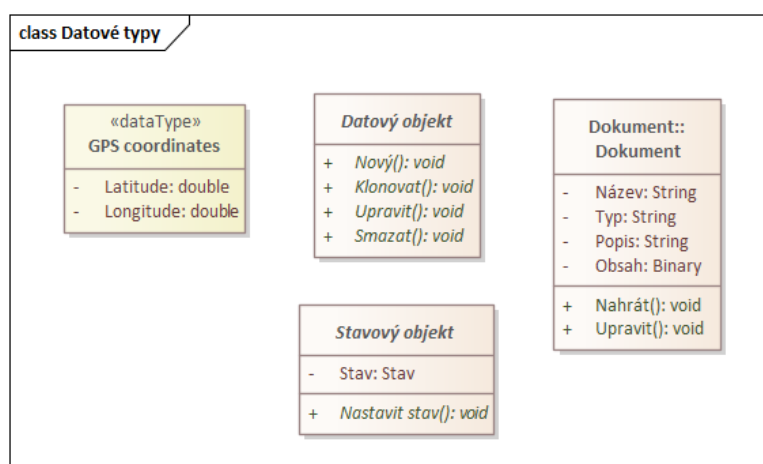 class Datové typy
«dataType»
GPS coordinates
- Latitude: double
- Longitude: double
Datový objekt
+ Nový(): void
+ Klonovat(): void
+ Upravit(): void
+ Smazat(): void
Stavový objekt
- Stav: Stav
+ Nastavit stav(): void
Dokument::
Dokument
- Název: String
- Typ: String
- Popis: String
- Obsah: Binary
+ Nahrát(): void
+ Upravit(): void